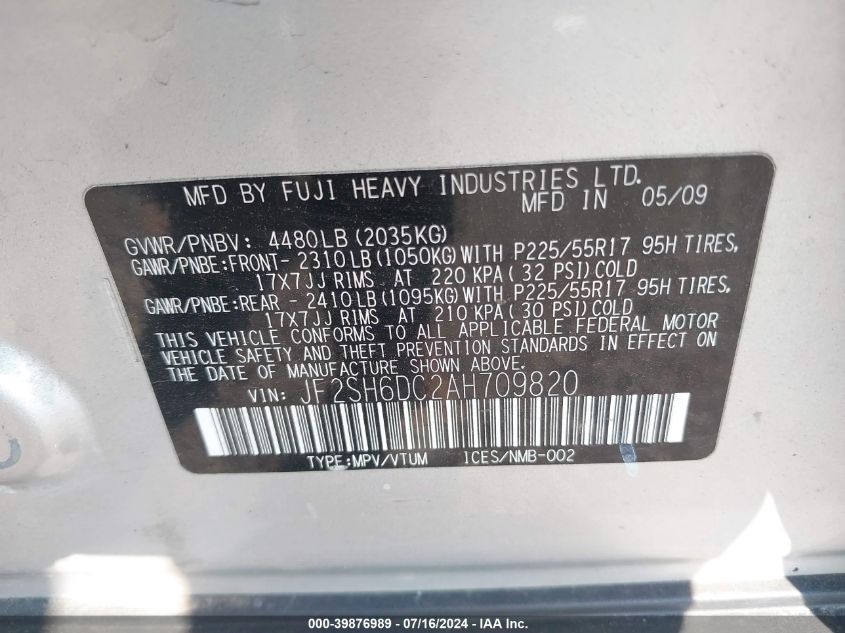 MFD BY FUJI HEAVY INDUSTRIES LTD.
MFD IN 05/09
GVWR/PNBV: 4480LB (2035KG)
GAWR/PNBE:FRONT- 2310LB(1050KG)WITH P225/55R17 95H TIRES,
17X7JJ RIMS AT 220 KPA( 32 PSI)COLD
GAWR/PNBE:REAR - 2410LB(1095KG)WITH P225/55R17 95H TIRES,
17X7JJ RIMS AT 210 KPA( 30 PSI)COLD
THIS VEHICLE CONFORMS TO ALL APPLICABLE FEDERAL MOTOR
VEHICLE SAFETY AND THEFT PREVENTION STANDARDS IN EFFECT ON
THE DATE OF MANUFACTURE SHOWN ABOVE.
VIN: JF2SH6DC2AH709820
TYPE:MPV/VTUM ICES/NMB-002
000-39876989 - 07/16/2024 - IAA Inc.